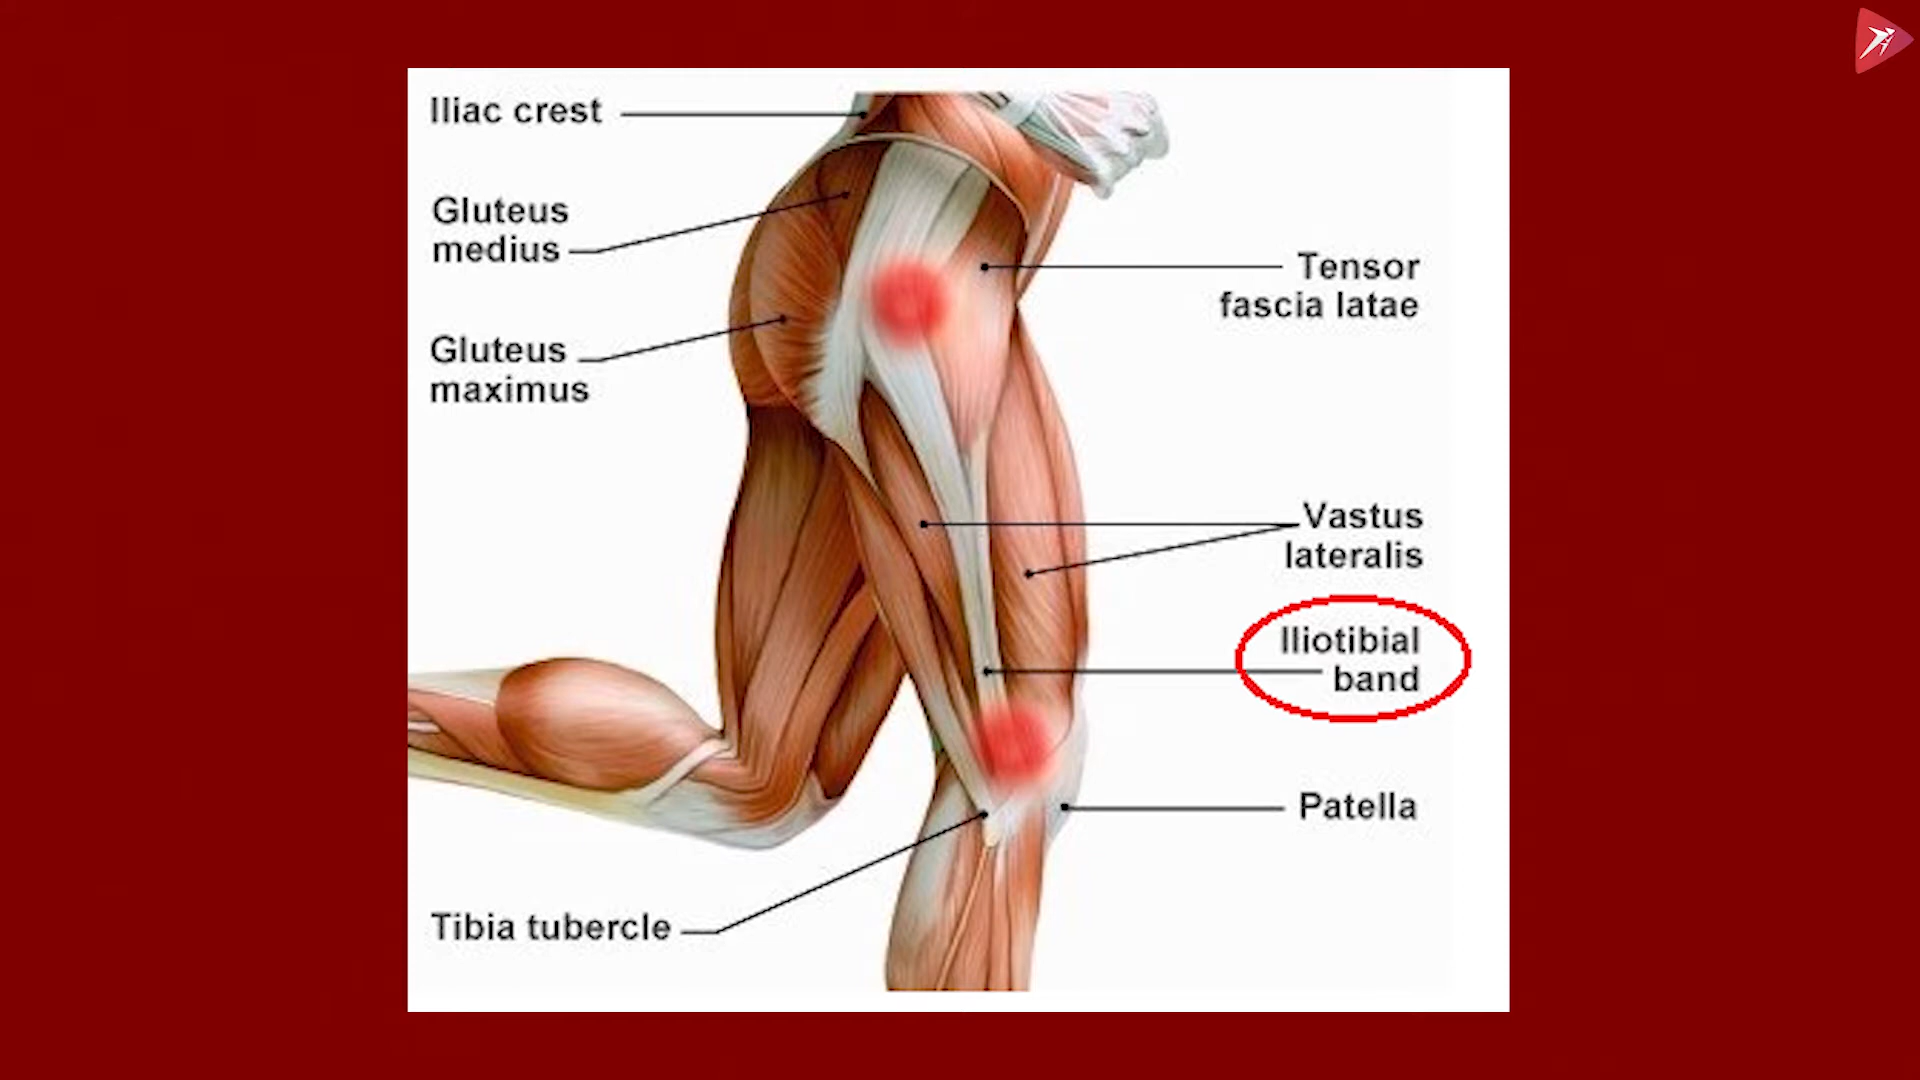 Iliac crest
Gluteus
medius
Gluteus
maximus
Tibia tubercle
Tensor
fascia latae
Vastus
lateralis
Iliotibial
band
Patella